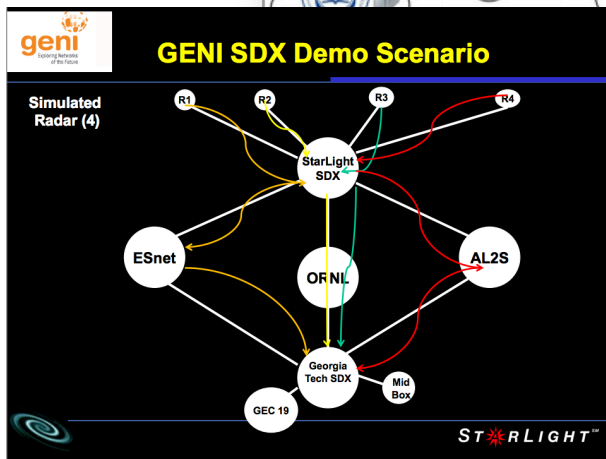 geni
Exploring Networks
of the Future
GENI SDX Demo Scenario
Simulated
Radar (4)
R1
R2
R3
R4
StarLight
SDX
ESnet
ORNL
AL2S
Georgia
Tech SDX
Mid
Box
GEC 19
STARLIGHT℠